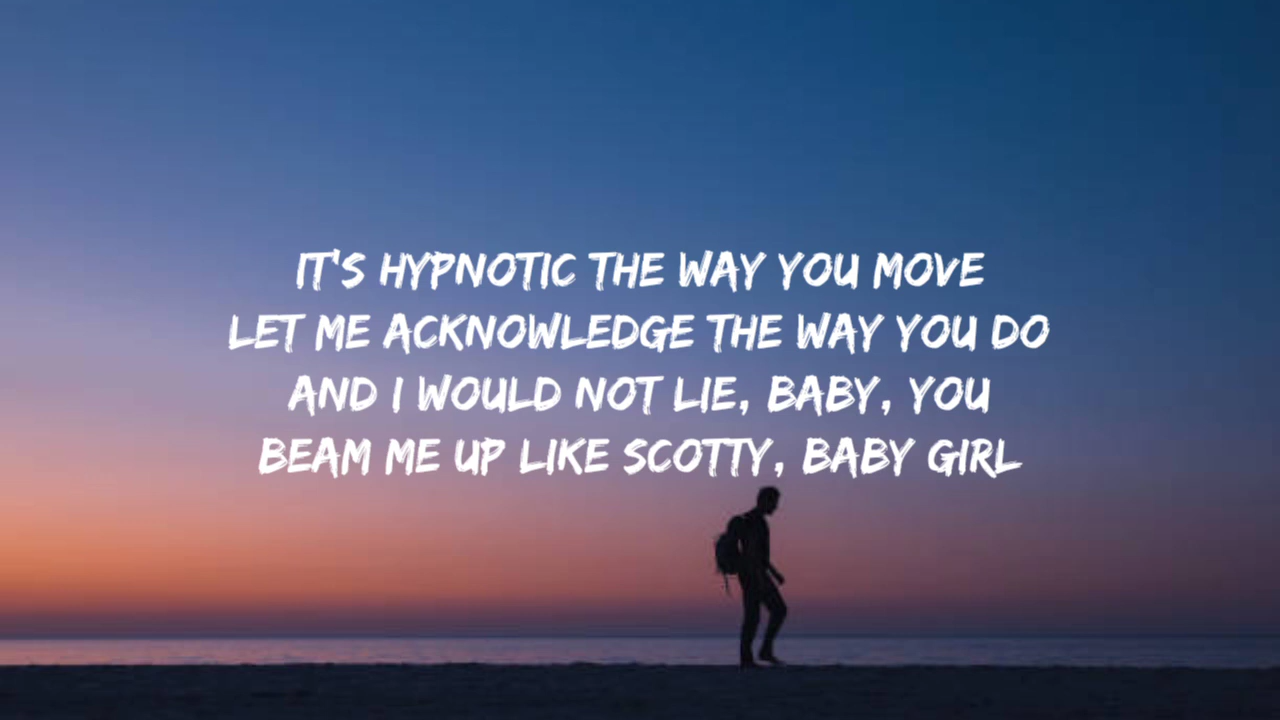 IT'S HYPNOTIC THE WAY YOU MOVE
LET ME ACKNOWLEDGE THE WAY YOU DO
AND I WOULD NOT LIE, BABY, YOU
BEAM ME UP LIKE SCOTTY, BABY GIRL